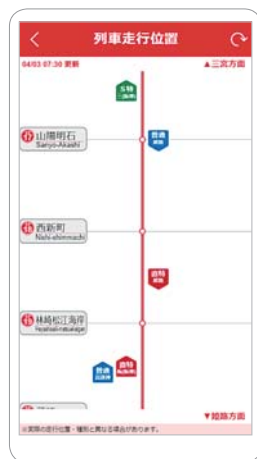 列車走行位置
04/03 07:30 更新
▲三宮方面
S特
山陽明石
Sanyo-Akashi
普通
西新町
Nishi-shimmachi
直特
林崎松江海岸
普通
直特
▼姫路方面
※実際の走行位置・種別と異なる場合があります。